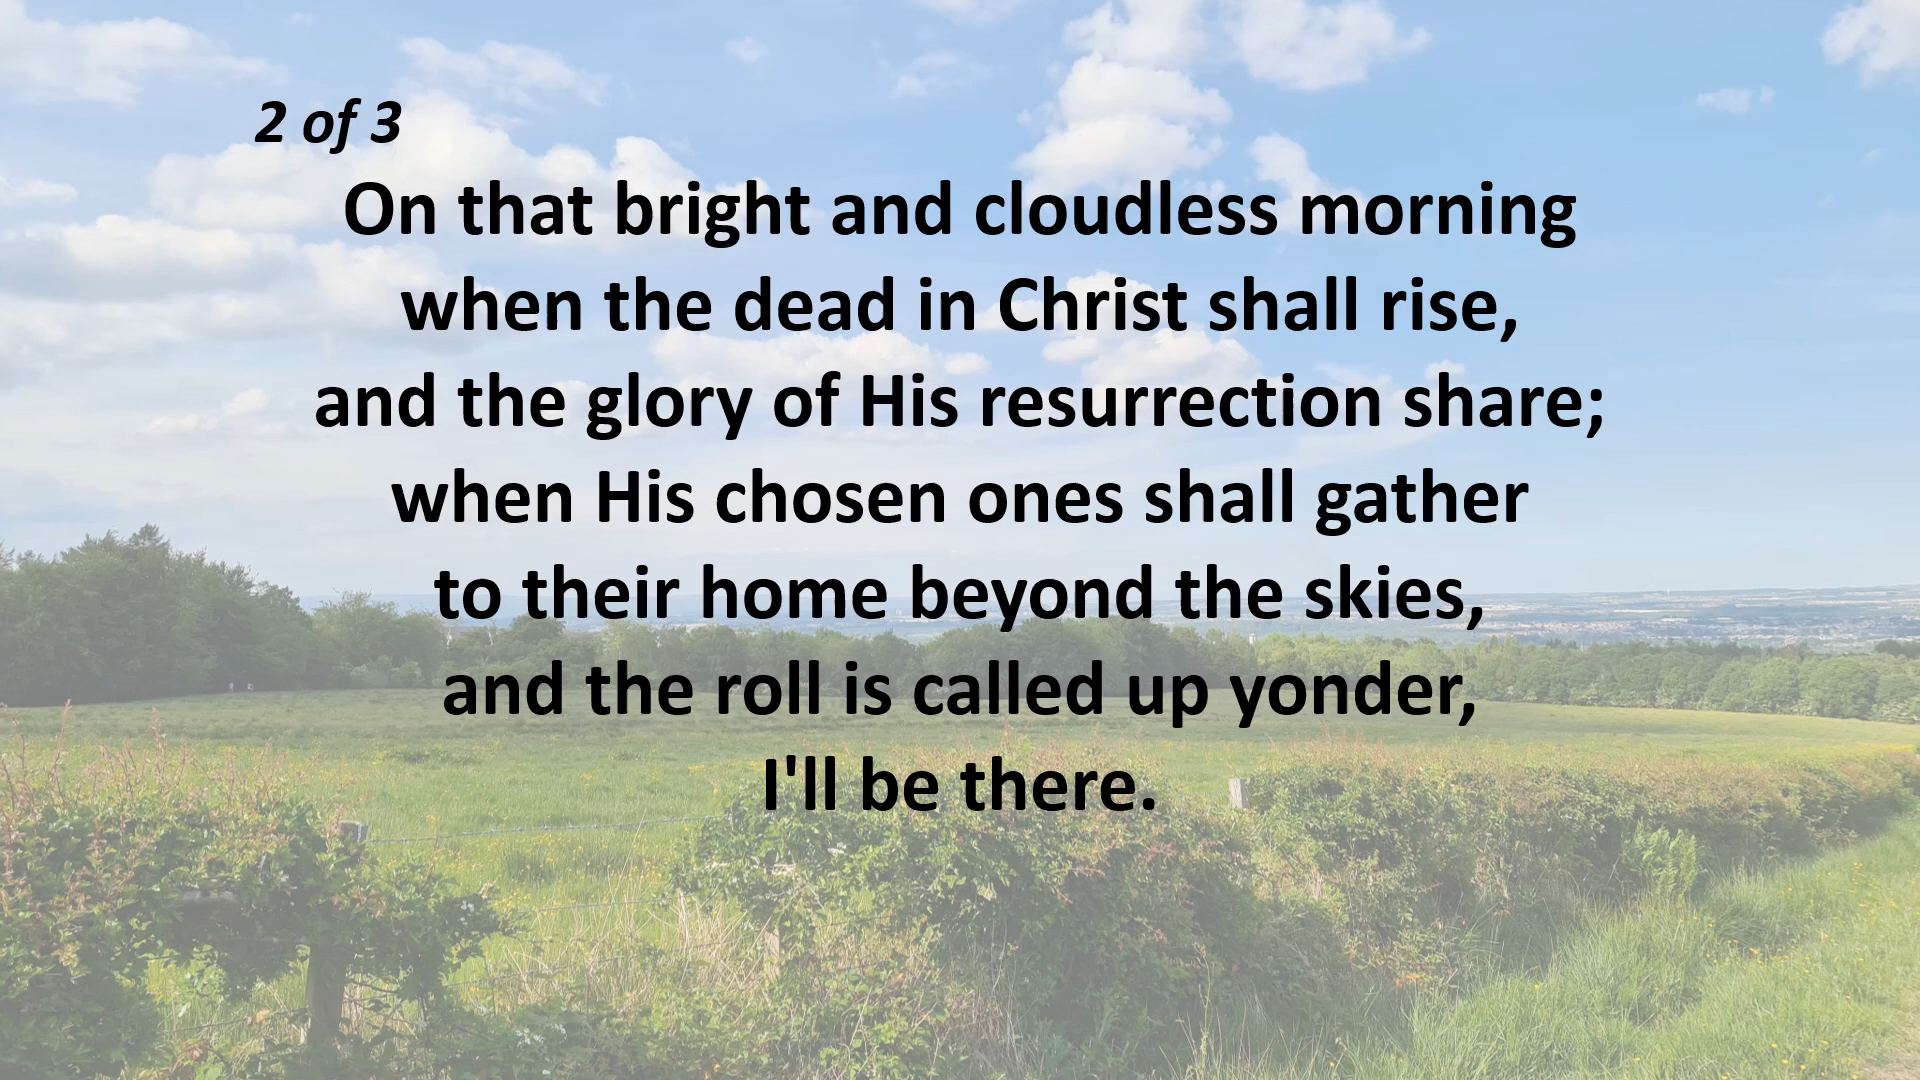 2 of 3
On that bright and cloudless morning
when the dead in Christ shall rise,
and the glory of His resurrection share;
when His chosen ones shall gather
to their home beyond the skies,
and the roll is called up yonder,
I'll be there.